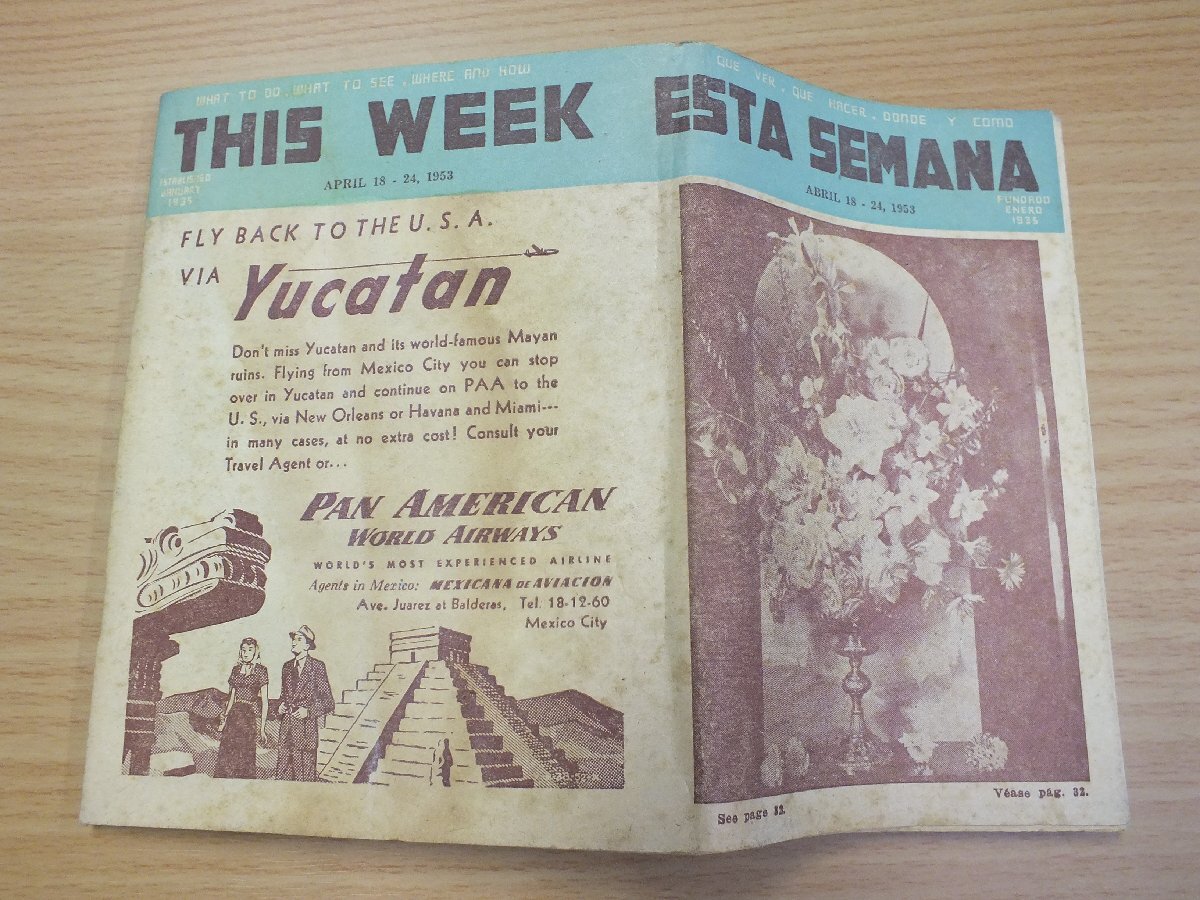 WHAT TO DO, WHAT TO SEE, WHERE AND HOW
THIS WEEK
ESTABLISHED
JANUARY
1935
APRIL 18 - 24, 1953
FLY BACK TO THE U. S. A.
VIA Yucatan
Don't miss Yucatan and its world-famous Mayan
ruins. Flying from Mexico City you can stop
over in Yucatan and continue on PAA to the
U. S., via New Orleans or Havana and Miami---
in many cases, at no extra cost! Consult your
Travel Agent or...
PAN AMERICAN
WORLD AIRWAYS
WORLD'S MOST EXPERIENCED AIRLINE
Agents in Mexico: MEXICANA DE AVIACION
Ave. Juarez at Balderas, Tel. 18-12-60
Mexico City
QUE VER, QUE HACER, DONDE Y COMO
ESTA SEMANA
ABRIL 18 - 24, 1953
FUNDADO
ENERO
1935
See page 32.
Véase pág. 32.